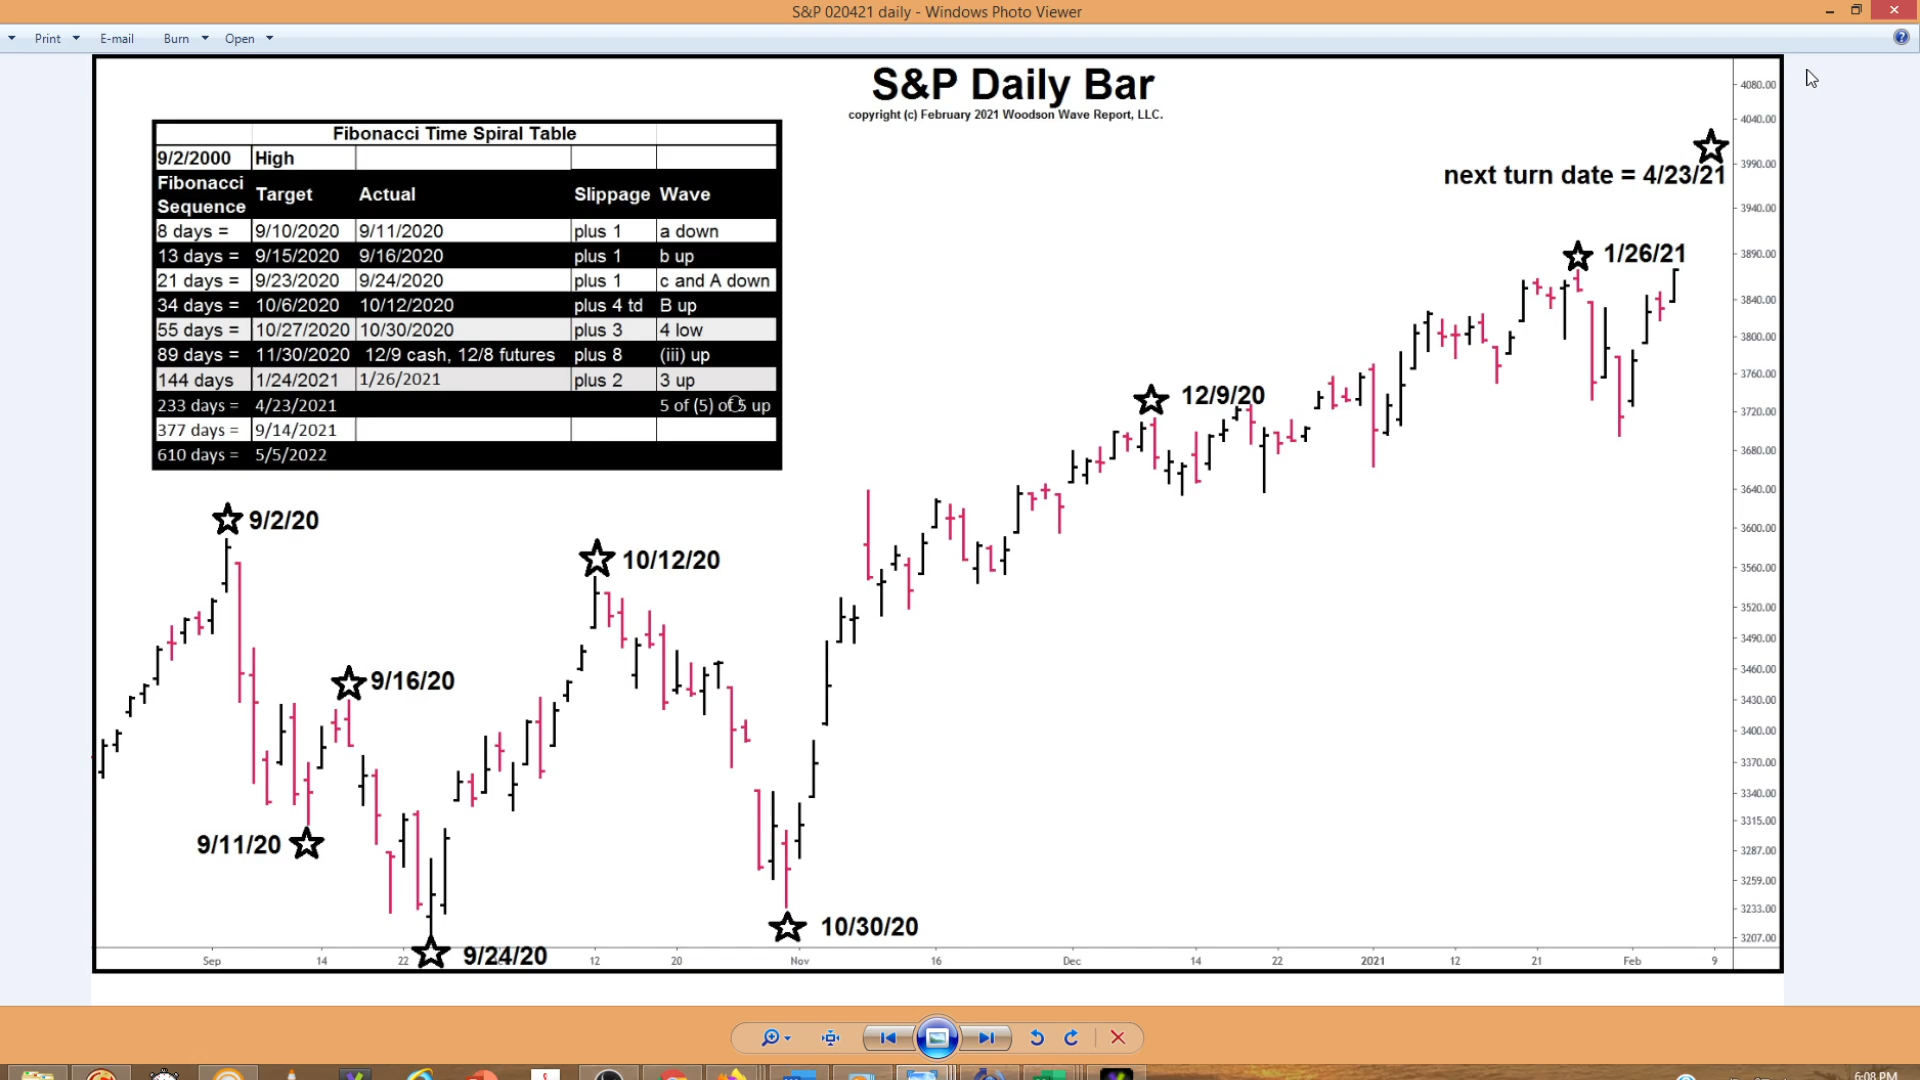 S&P 020421 daily - Windows Photo Viewer
Print E-mail Burn Open
S&P Daily Bar
copyright (c) February 2021 Woodson Wave Report, LLC.
Fibonacci Time Spiral Table
9/2/2000 High
Fibonacci Sequence Target Actual Slippage Wave
8 days = 9/10/2020 9/11/2020 plus 1 a down
13 days = 9/15/2020 9/16/2020 plus 1 b up
21 days = 9/23/2020 9/24/2020 plus 1 c and A down
34 days = 10/6/2020 10/12/2020 plus 4 td B up
55 days = 10/27/2020 10/30/2020 plus 3 4 low
89 days = 11/30/2020 12/9 cash, 12/8 futures plus 8 (iii) up
144 days 1/24/2021 1/26/2021 plus 2 3 up
233 days = 4/23/2021 5 of (5) of 5 up
377 days = 9/14/2021
610 days = 5/5/2022
next turn date = 4/23/21
1/26/21
12/9/20
9/2/20
10/12/20
9/16/20
9/11/20
10/30/20
9/24/20
4080.00
4040.00
3990.00
3940.00
3890.00
3840.00
3800.00
3760.00
3720.00
3680.00
3640.00
3600.00
3560.00
3520.00
3490.00
3460.00
3430.00
3400.00
3370.00
3340.00
3315.00
3287.00
3259.00
3233.00
3207.00
Sep 14 22 12 20 Nov 16 Dec 14 22 2021 12 21 Feb 9
6:08 PM